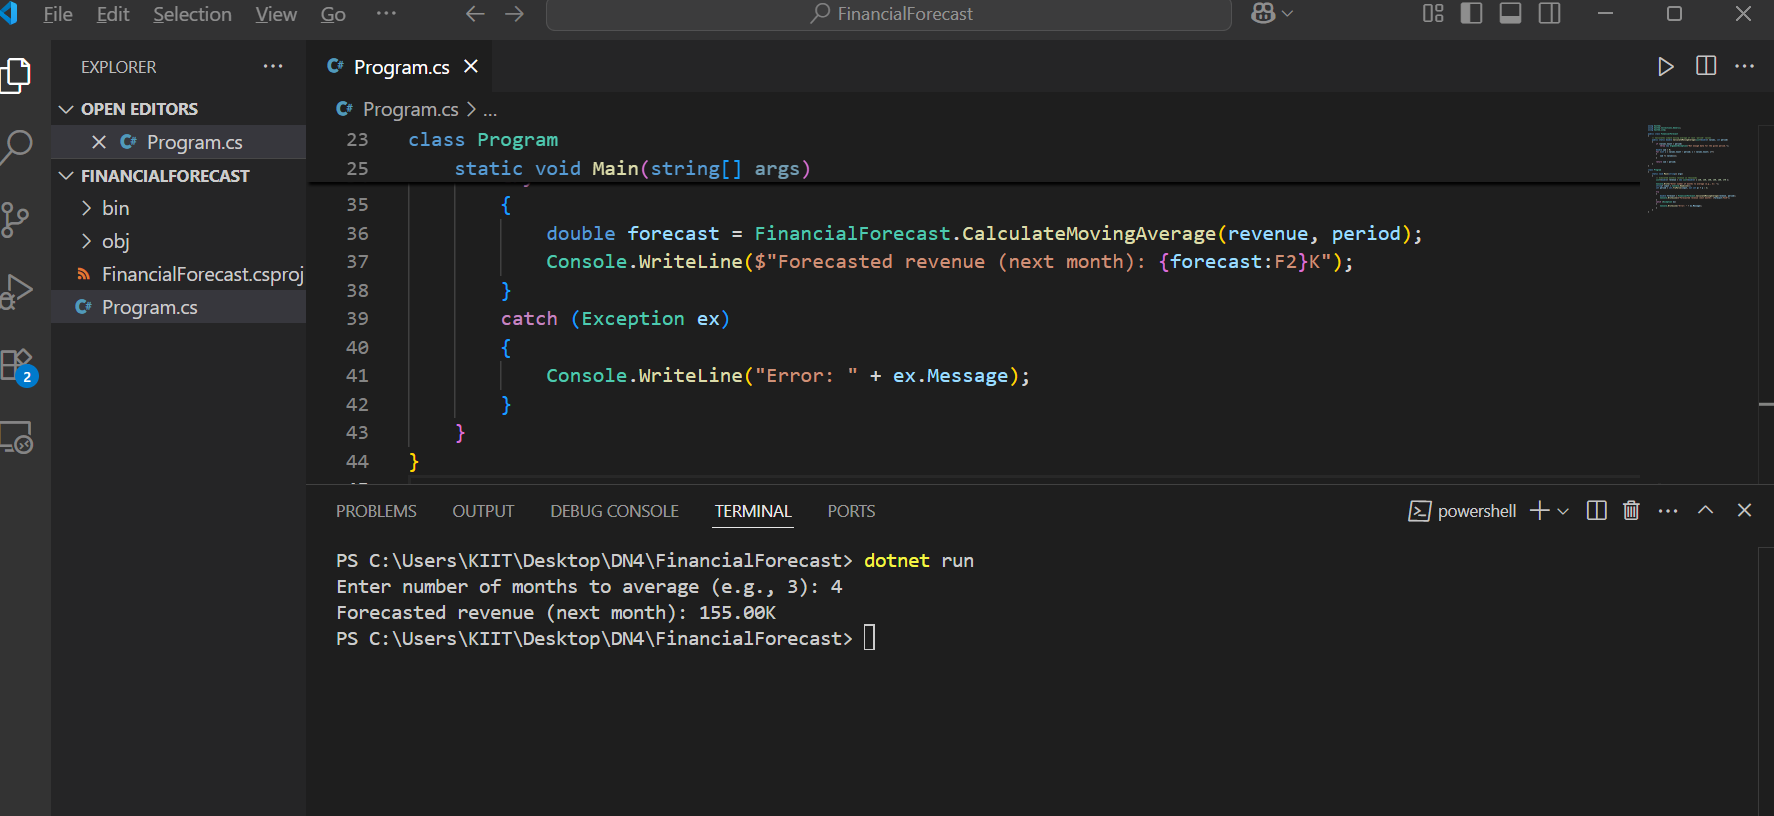 File Edit Selection View Go ··· FinancialForecast
EXPLORER ···
OPEN EDITORS
Program.cs
FINANCIALFORECAST
bin
obj
FinancialForecast.csproj
Program.cs
2
Program.cs
Program.cs > ...
23 class Program
25 static void Main(string[] args)
35 {
36 double forecast = FinancialForecast.CalculateMovingAverage(revenue, period);
37 Console.WriteLine($"Forecasted revenue (next month): {forecast:F2}K");
38 }
39 catch (Exception ex)
40 {
41 Console.WriteLine("Error: " + ex.Message);
42 }
43 }
44 }
PROBLEMS OUTPUT DEBUG CONSOLE TERMINAL PORTS powershell
PS C:\Users\KIIT\Desktop\DN4\FinancialForecast> dotnet run
Enter number of months to average (e.g., 3): 4
Forecasted revenue (next month): 155.00K
PS C:\Users\KIIT\Desktop\DN4\FinancialForecast>